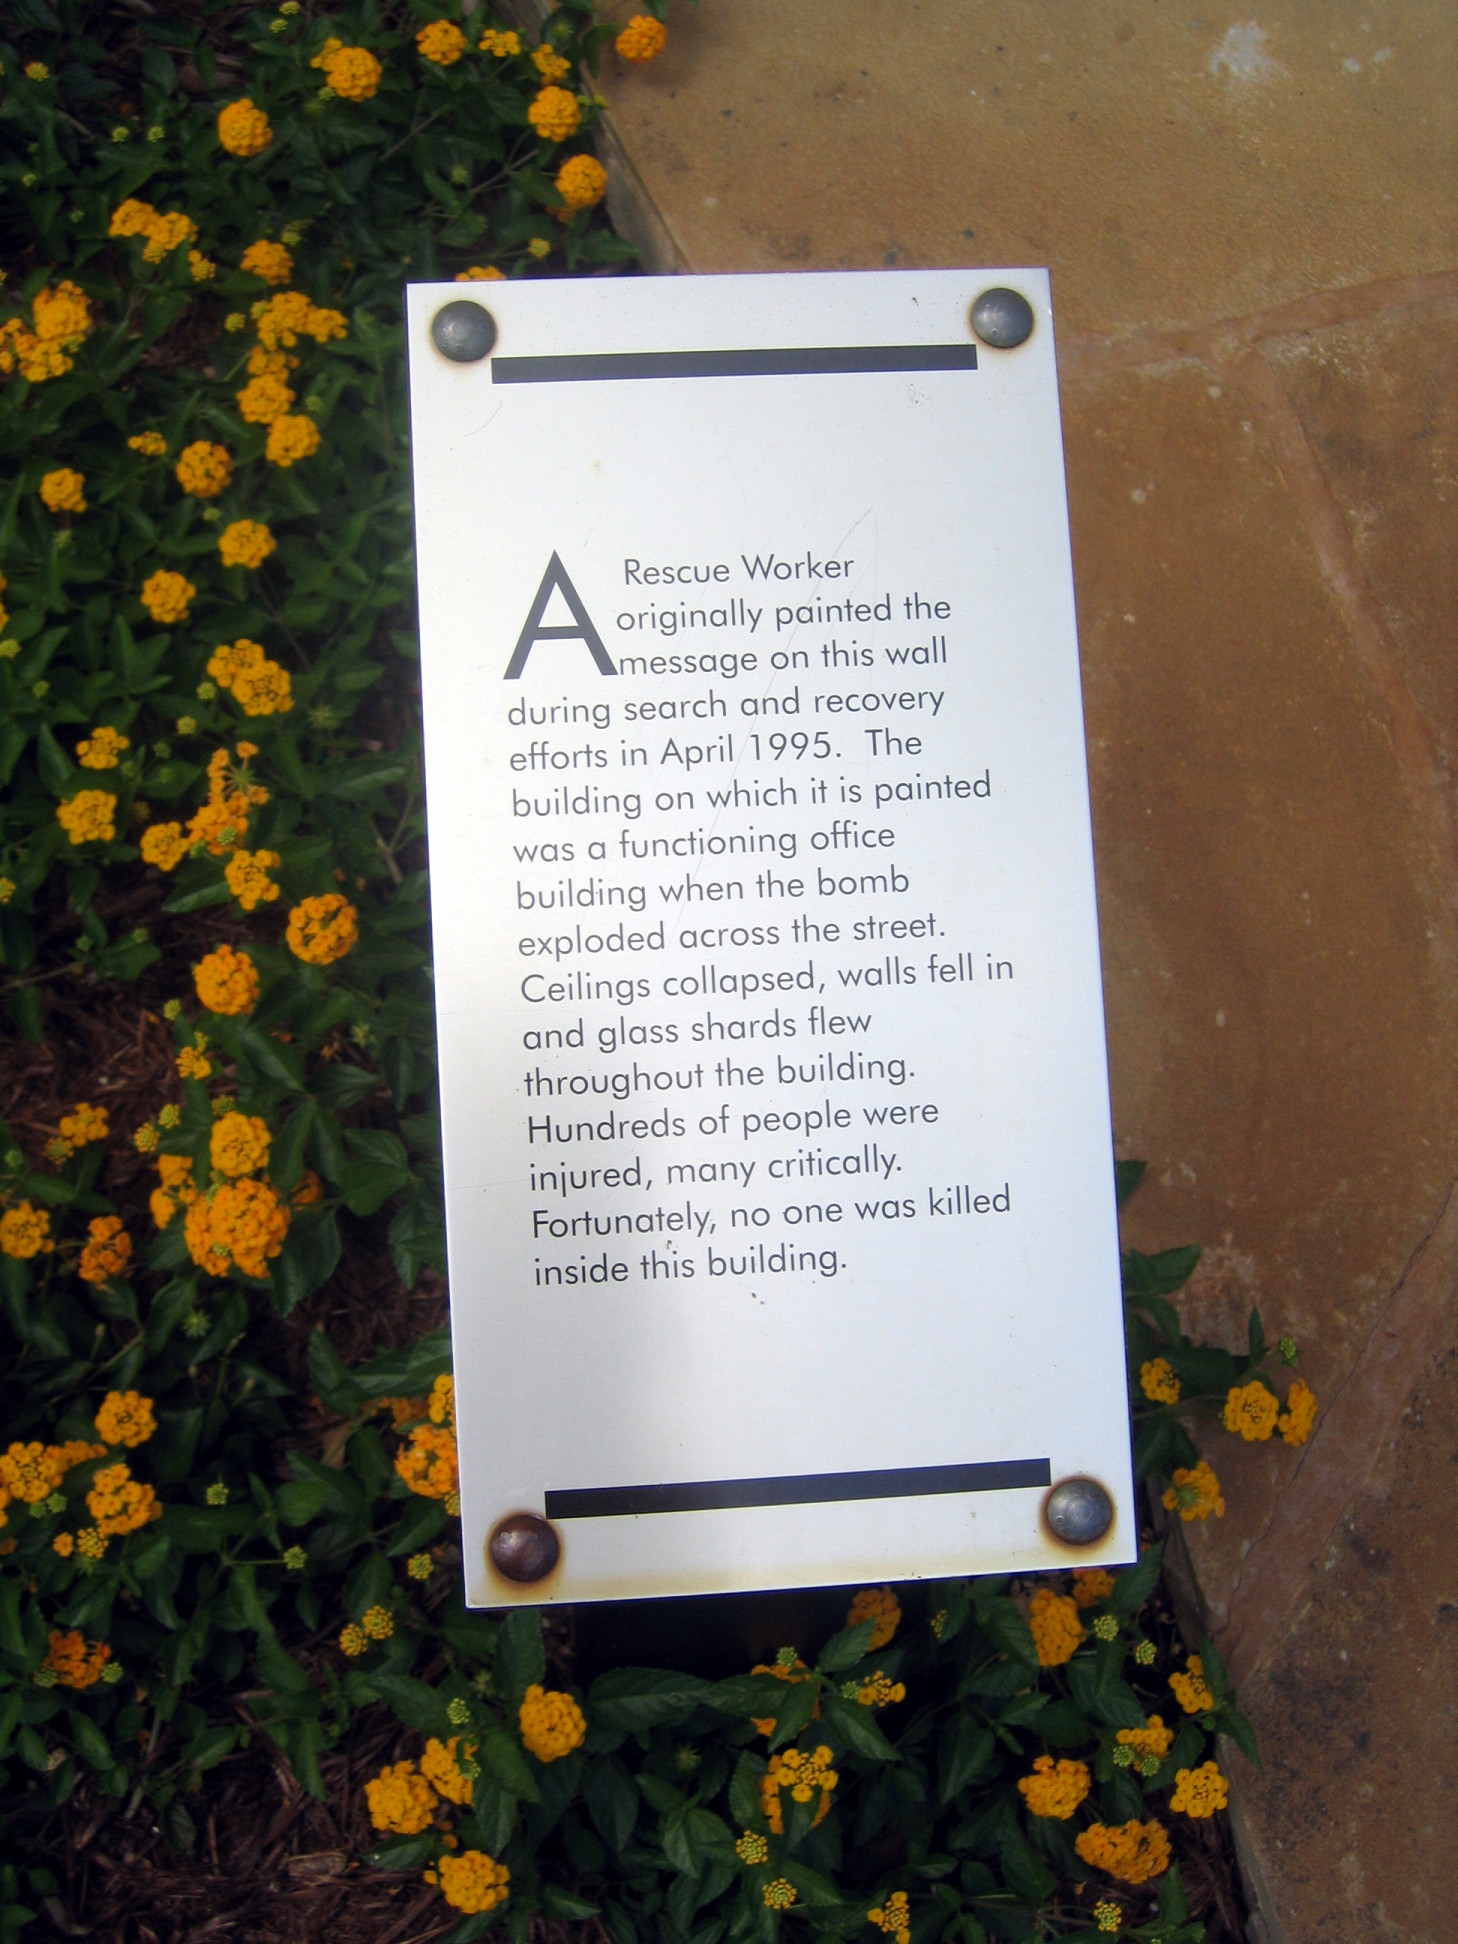 A Rescue Worker
originally painted the
message on this wall
during search and recovery
efforts in April 1995. The
building on which it is painted
was a functioning office
building when the bomb
exploded across the street.
Ceilings collapsed, walls fell in
and glass shards flew
throughout the building.
Hundreds of people were
injured, many critically.
Fortunately, no one was killed
inside this building.